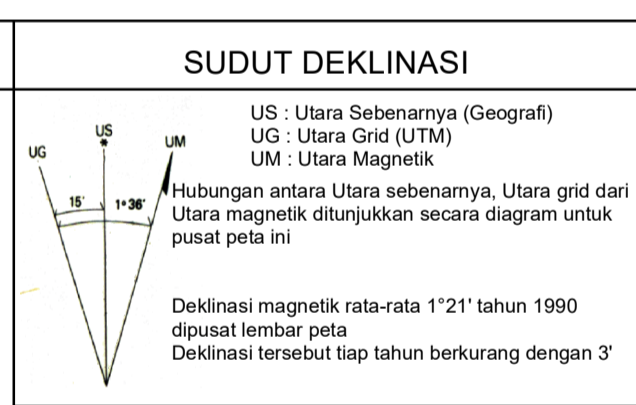 SUDUT DEKLINASI
US : Utara Sebenarnya (Geografi)
UG : Utara Grid (UTM)
UM : Utara Magnetik
US
UM
UG
15'
1°36'
Hubungan antara Utara sebenarnya, Utara grid dari
Utara magnetik ditunjukkan secara diagram untuk
pusat peta ini
Deklinasi magnetik rata-rata 1°21' tahun 1990
dipusat lembar peta
Deklinasi tersebut tiap tahun berkurang dengan 3'